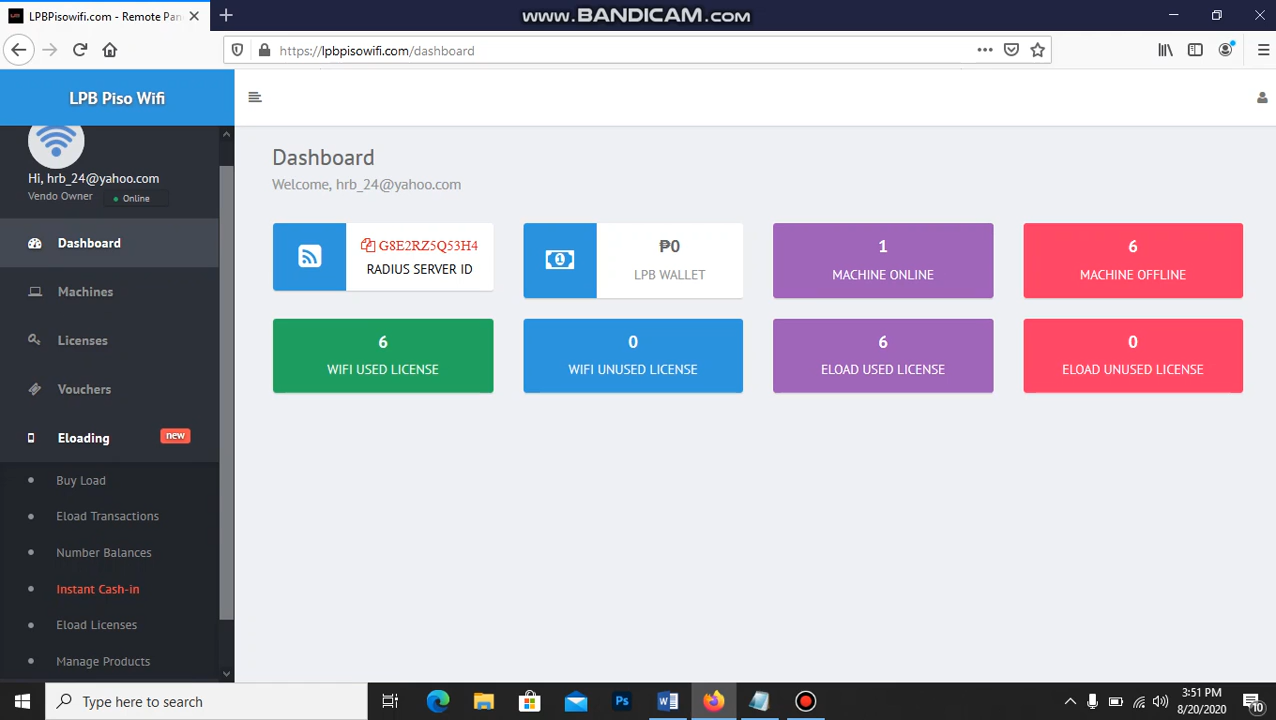 LPBPisowifi.com - Remote Pan
www.BANDICAM.com
https://lpbpisowifi.com/dashboard
LPB Piso Wifi
Hi, hrb_24@yahoo.com
Vendo Owner
Online
Dashboard
Machines
Licenses
Vouchers
Eloading
new
Buy Load
Eload Transactions
Number Balances
Instant Cash-in
Eload Licenses
Manage Products
Dashboard
Welcome, hrb_24@yahoo.com
G8E2RZ5Q53H4
RADIUS SERVER ID
₱0
LPB WALLET
1
MACHINE ONLINE
6
MACHINE OFFLINE
6
WIFI USED LICENSE
0
WIFI UNUSED LICENSE
6
ELOAD USED LICENSE
0
ELOAD UNUSED LICENSE
Type here to search
Ps
3:51 PM
8/20/2020
10